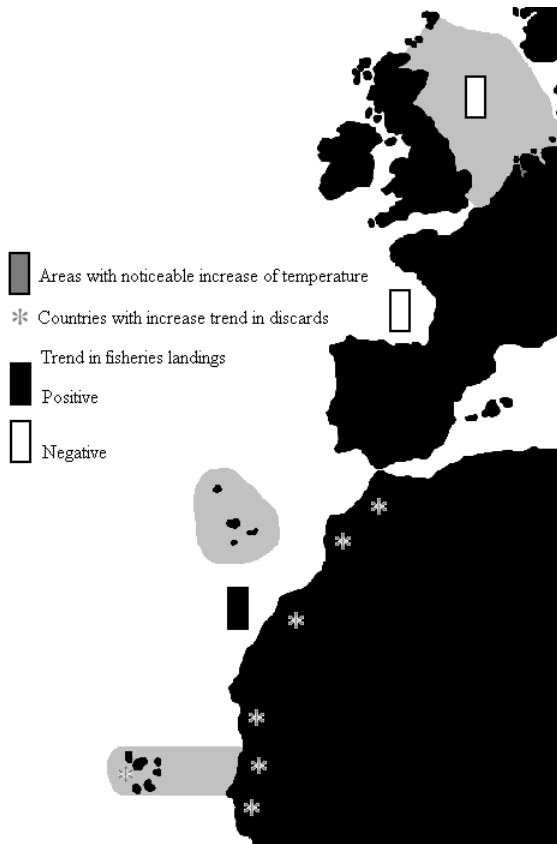 Areas with noticeable increase of temperature
Countries with increase trend in discards
Trend in fisheries landings
Positive
Negative